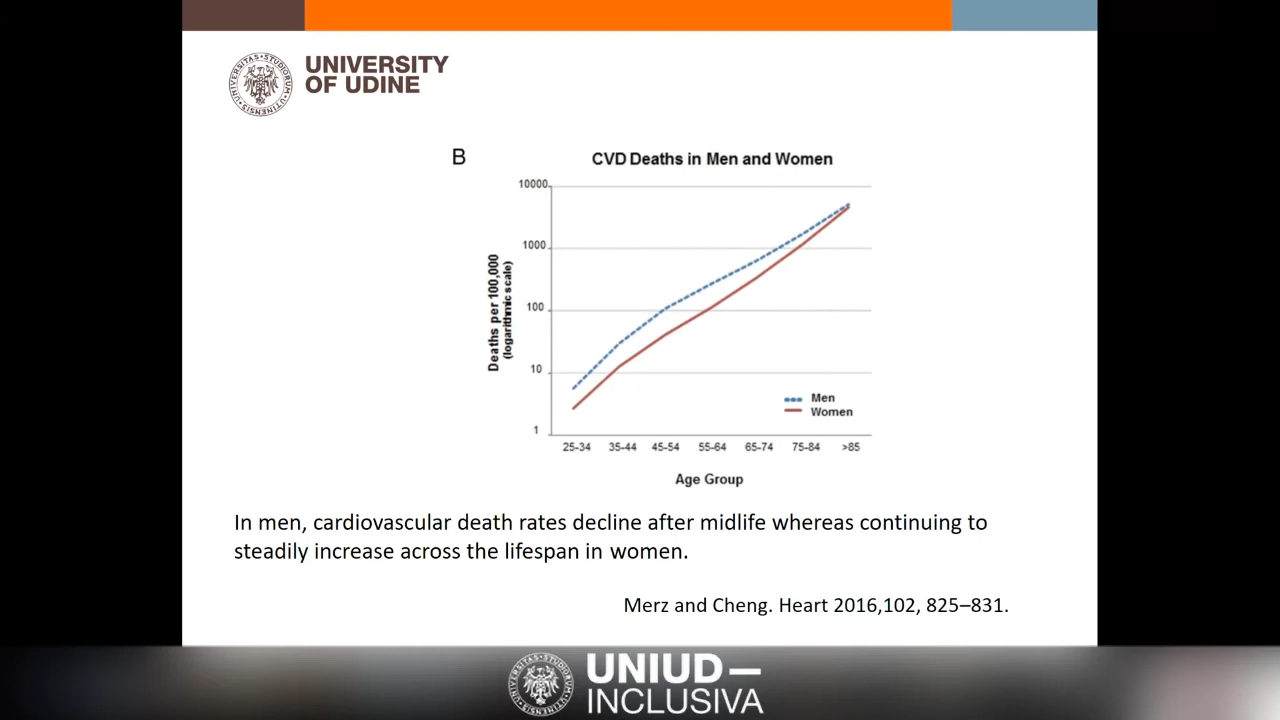 UNIVERSITY
OF UDINE
B
CVD Deaths in Men and Women
10000
1000
100
10
1
Deaths per 100,000
(logarithmic scale)
Men
Women
25-34 35-44 45-54 55-64 65-74 75-84 >85
Age Group
In men, cardiovascular death rates decline after midlife whereas continuing to
steadily increase across the lifespan in women.
Merz and Cheng. Heart 2016,102, 825–831.
UNIUD—
INCLUSIVA